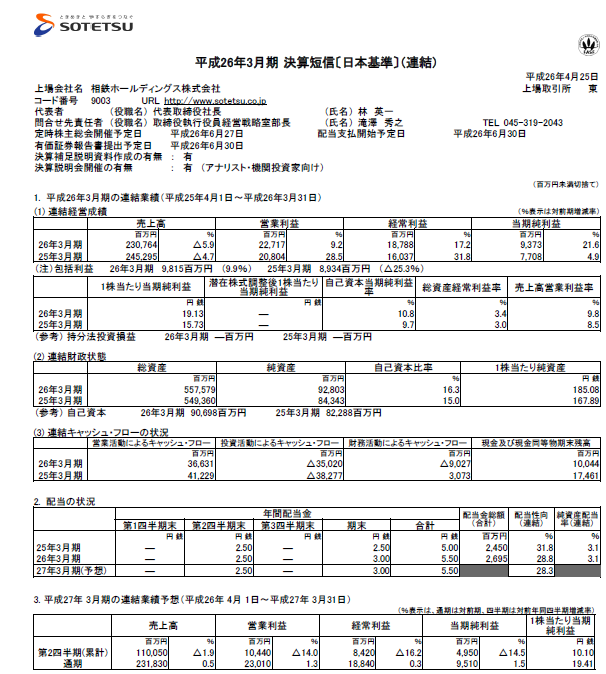 ときめきと やすらぎをつなぐ
SOTETSU
平成26年3月期 決算短信〔日本基準〕(連結)
平成26年4月25日
上場会社名 相鉄ホールディングス株式会社 上場取引所 東
コード番号 9003 URL http://www.sotetsu.co.jp
代表者 (役職名) 代表取締役社長 (氏名) 林 英一
問合せ先責任者 (役職名) 取締役執行役員経営戦略室部長 (氏名) 滝澤 秀之 TEL 045-319-2043
定時株主総会開催予定日 平成26年6月27日 配当支払開始予定日 平成26年6月30日
有価証券報告書提出予定日 平成26年6月30日
決算補足説明資料作成の有無 : 有
決算説明会開催の有無 : 有 (アナリスト・機関投資家向け)
(百万円未満切捨て)
1. 平成26年3月期の連結業績(平成25年4月1日~平成26年3月31日)
(1) 連結経営成績 (%表示は対前期増減率)
売上高 営業利益 経常利益 当期純利益
百万円 % 百万円 % 百万円 % 百万円 %
26年3月期 230,764 △5.9 22,717 9.2 18,788 17.2 9,373 21.6
25年3月期 245,295 △4.7 20,804 28.5 16,037 31.8 7,708 4.9
(注)包括利益 26年3月期 9,815百万円 (9.9%) 25年3月期 8,934百万円 (△25.3%)
1株当たり当期純利益 潜在株式調整後1株当たり当期純利益 自己資本当期純利益率 総資産経常利益率 売上高営業利益率
円 銭 円 銭 % % %
26年3月期 19.13 ― 10.8 3.4 9.8
25年3月期 15.73 ― 9.7 3.0 8.5
(参考) 持分法投資損益 26年3月期 ―百万円 25年3月期 ―百万円
(2) 連結財政状態
総資産 純資産 自己資本比率 1株当たり純資産
百万円 百万円 % 円 銭
26年3月期 557,579 92,803 16.3 185.08
25年3月期 549,360 84,343 15.0 167.89
(参考) 自己資本 26年3月期 90,698百万円 25年3月期 82,288百万円
(3) 連結キャッシュ・フローの状況
営業活動によるキャッシュ・フロー 投資活動によるキャッシュ・フロー 財務活動によるキャッシュ・フロー 現金及び現金同等物期末残高
百万円 百万円 百万円 百万円
26年3月期 36,631 △35,020 △9,027 10,044
25年3月期 41,229 △38,277 3,073 17,461
2. 配当の状況
年間配当金 配当金総額(合計) 配当性向(連結) 純資産配当率(連結)
第1四半期末 第2四半期末 第3四半期末 期末 合計
円 銭 円 銭 円 銭 円 銭 円 銭 百万円 % %
25年3月期 ― 2.50 ― 2.50 5.00 2,450 31.8 3.1
26年3月期 ― 2.50 ― 3.00 5.50 2,695 28.8 3.1
27年3月期(予想) ― 2.50 ― 3.00 5.50 28.3
3. 平成27年 3月期の連結業績予想(平成26年 4月 1日~平成27年 3月31日)
(%表示は、通期は対前期、四半期は対前年同四半期増減率)
売上高 営業利益 経常利益 当期純利益 1株当たり当期純利益
百万円 % 百万円 % 百万円 % 百万円 % 円 銭
第2四半期(累計) 110,050 △1.9 10,440 △14.0 8,420 △16.2 4,950 △14.5 10.10
通期 231,830 0.5 23,010 1.3 18,840 0.3 9,510 1.5 19.41